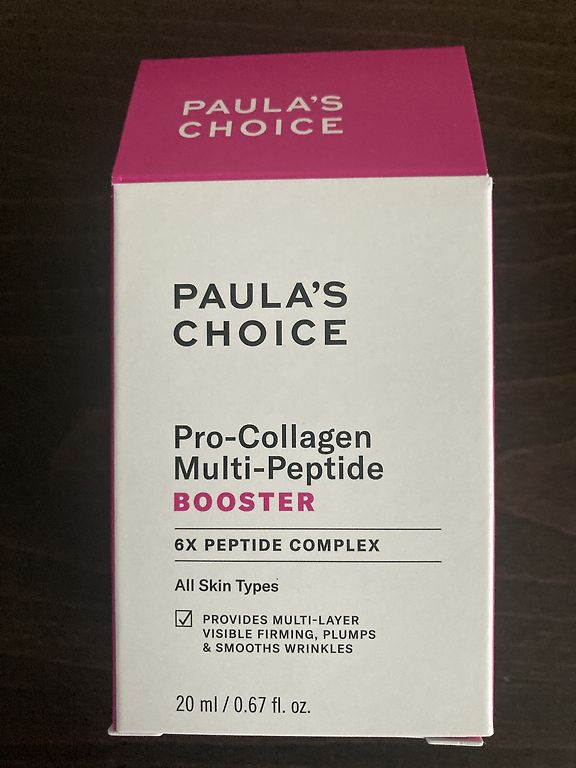 PAULA'S
CHOICE
PAULA'S
CHOICE
Pro-Collagen
Multi-Peptide
BOOSTER
6X PEPTIDE COMPLEX
All Skin Types
PROVIDES MULTI-LAYER
VISIBLE FIRMING, PLUMPS
& SMOOTHS WRINKLES
20 ml / 0.67 fl. oz.